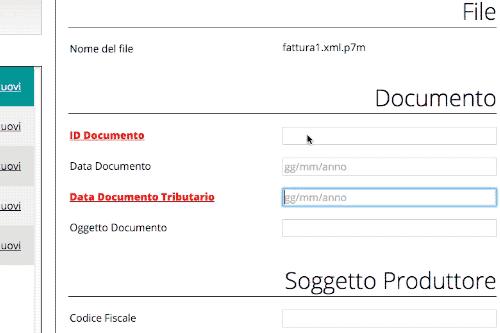 File
Nome del file fattura1.xml.p7m
Documento
uovi
ID Documento
uovi
Data Documento gg/mm/anno
uovi
Data Documento Tributario gg/mm/anno
uovi
Oggetto Documento
uovi
Soggetto Produttore
Codice Fiscale